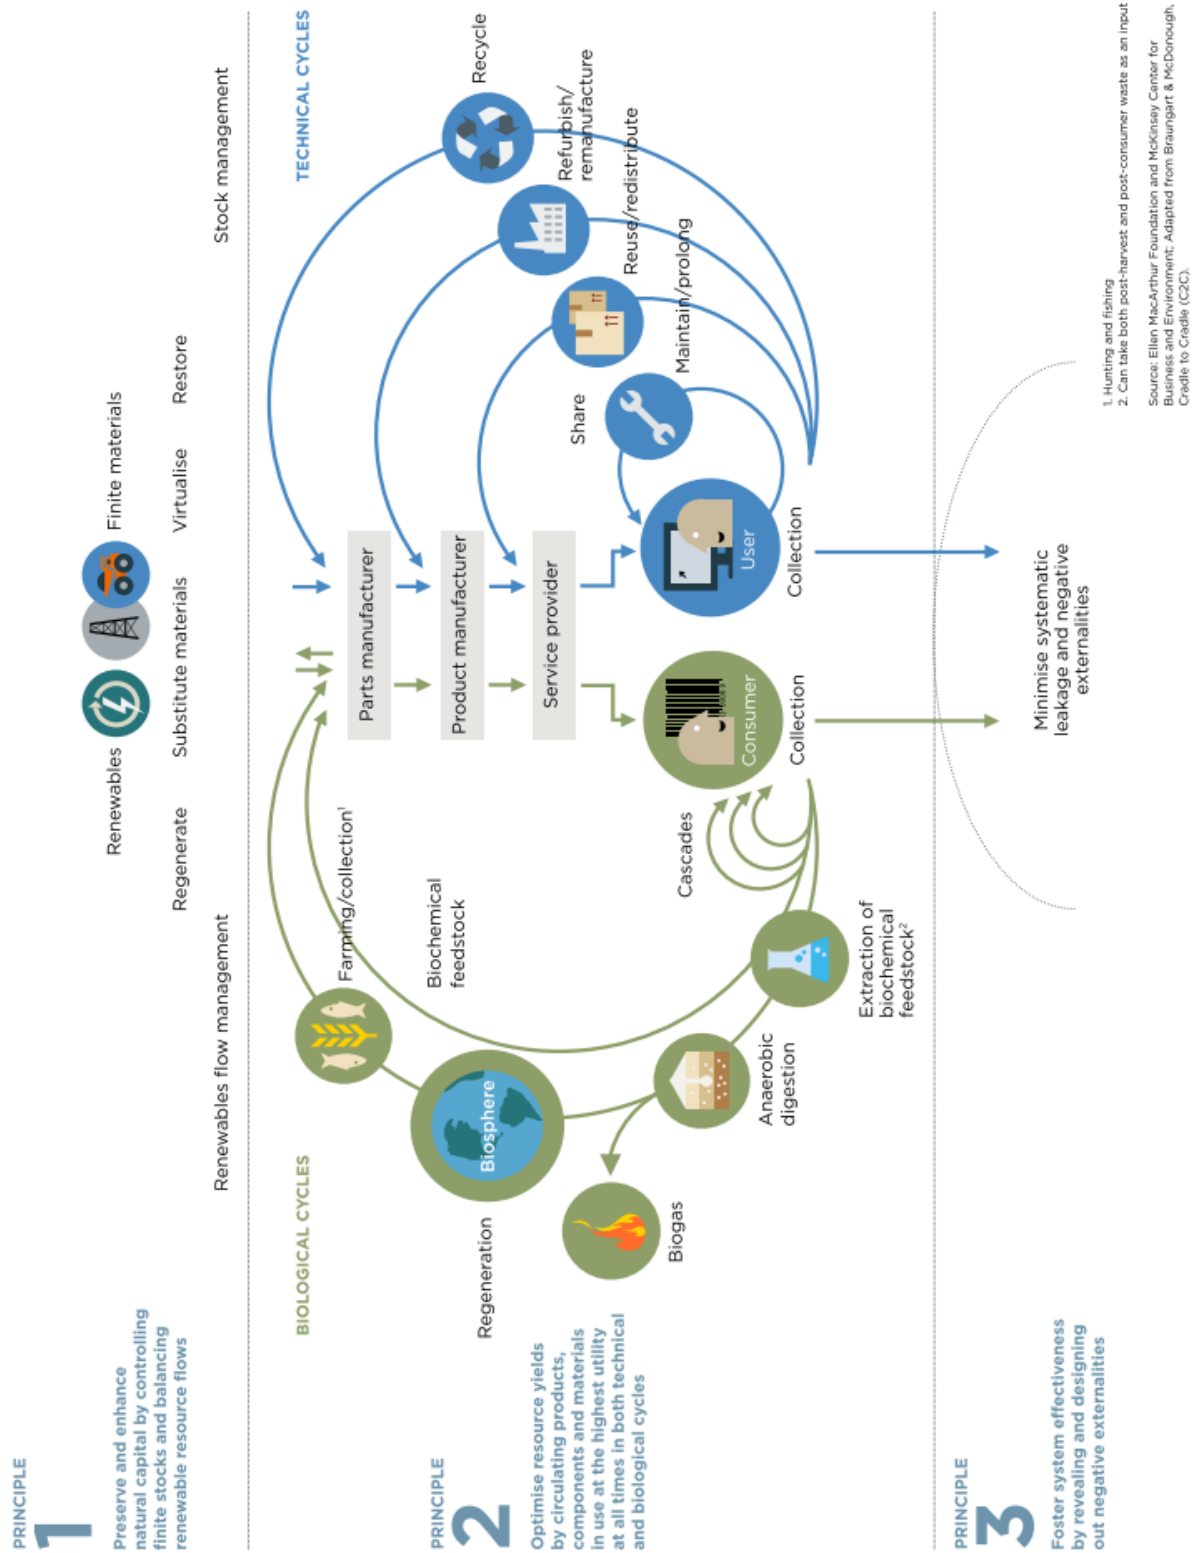 PRINCIPLE
1
Preserve and enhance
natural capital by controlling
finite stocks and balancing
renewable resource flows
Renewables
Finite materials
Regenerate
Substitute materials
Virtualise
Restore
Renewables flow management
Stock management
PRINCIPLE
2
Optimise resource yields
by circulating products,
components and materials
in use at the highest utility
at all times in both technical
and biological cycles
BIOLOGICAL CYCLES
TECHNICAL CYCLES
Farming/collection1
Parts manufacturer
Biochemical
feedstock
Product manufacturer
Recycle
Regeneration
Biosphere
Refurbish/
remanufacture
Service provider
Share
Reuse/redistribute
Biogas
Cascades
Maintain/prolong
Consumer
User
Anaerobic
digestion
Collection
Collection
Extraction of
biochemical
feedstock2
PRINCIPLE
3
Foster system effectiveness
by revealing and designing
out negative externalities
Minimise systematic
leakage and negative
externalities
1. Hunting and fishing
2. Can take both post-harvest and post-consumer waste as an input
Source: Ellen MacArthur Foundation and McKinsey Center for
Business and Environment; Adapted from Braungart & McDonough,
Cradle to Cradle (C2C).